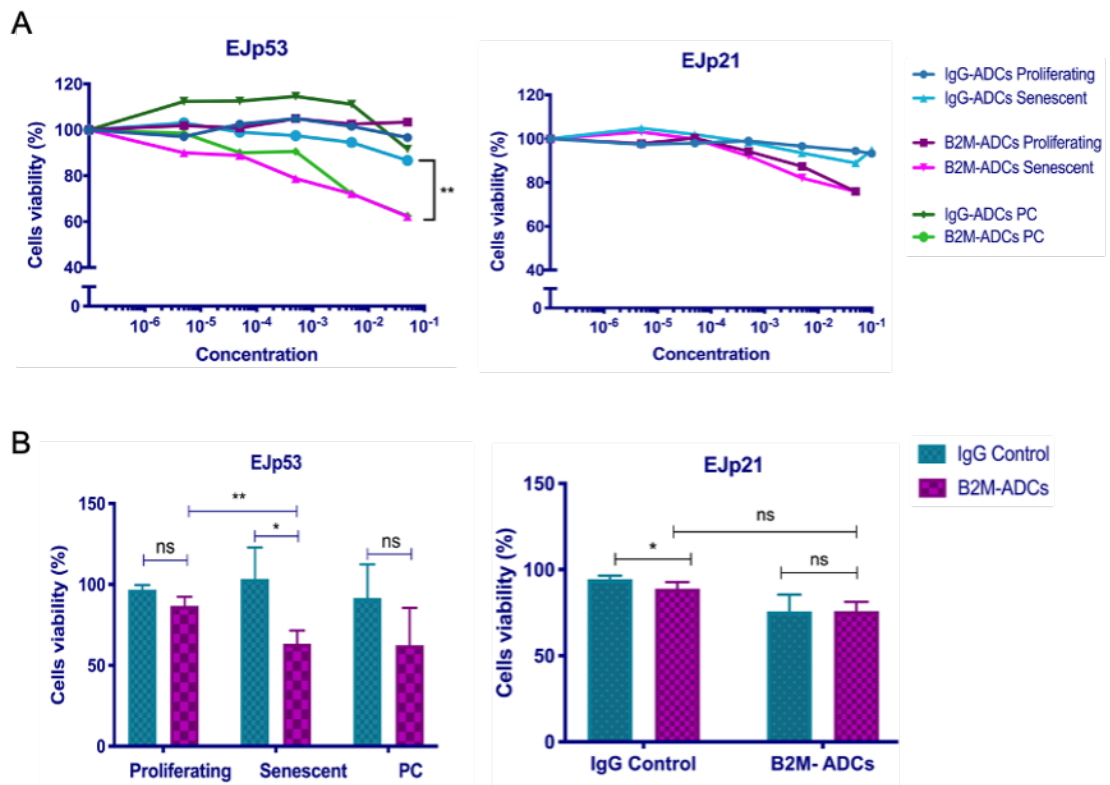 A
EJp53
Cells viability (%)
120
100
80
60
40
0
10-6
10-5
10-4
10-3
10-2
10-1
Concentration
**
EJp21
Cells viability (%)
120
100
80
60
40
0
10-6
10-5
10-4
10-3
10-2
10-1
Concentration
IgG-ADCs Proliferating
IgG-ADCs Senescent
B2M-ADCs Proliferating
B2M-ADCs Senescent
IgG-ADCs PC
B2M-ADCs PC
B
EJp53
Cells viability (%)
150
100
50
0
ns
**
*
ns
Proliferating Senescent PC
EJp21
Cells viability (%)
150
100
50
0
*
ns
ns
IgG Control B2M- ADCs
IgG Control
B2M-ADCs